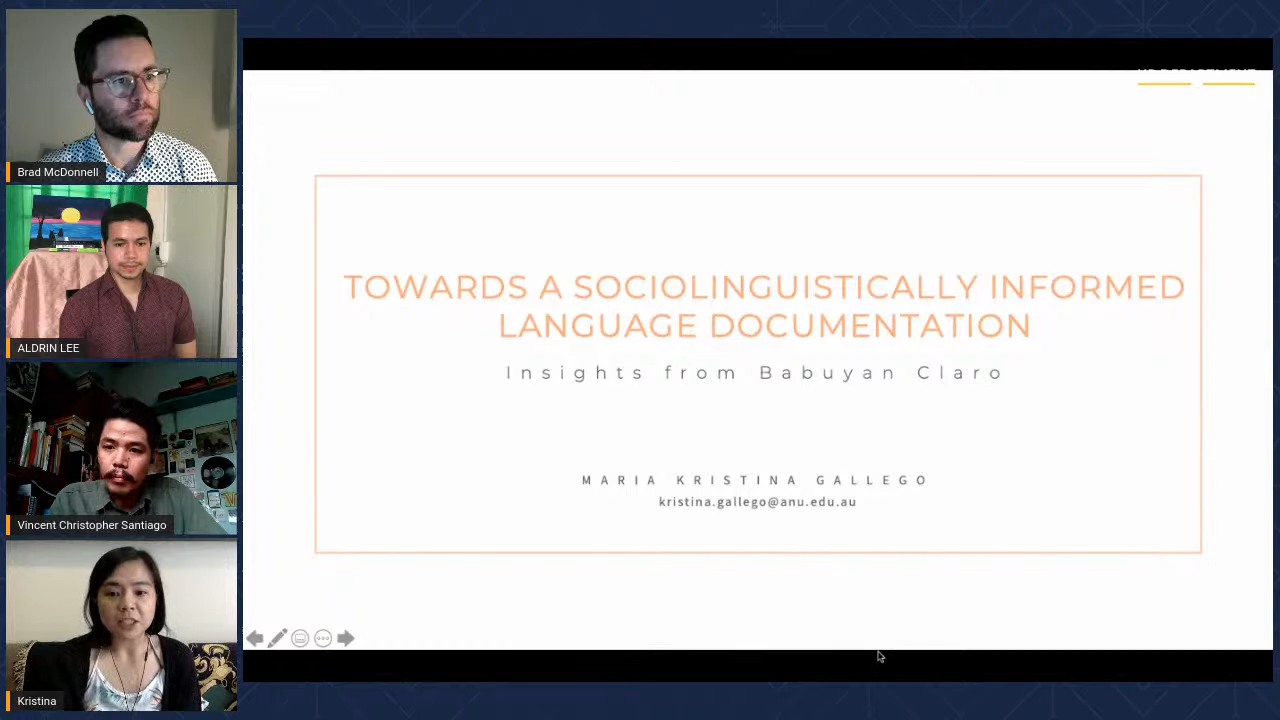 Brad McDonnell
ALDRIN LEE
Vincent Christopher Santiago
Kristina
TOWARDS A SOCIOLINGUISTICALLY INFORMED
LANGUAGE DOCUMENTATION
Insights from Babuyan Claro
MARIA KRISTINA GALLEGO
kristina.gallego@anu.edu.au